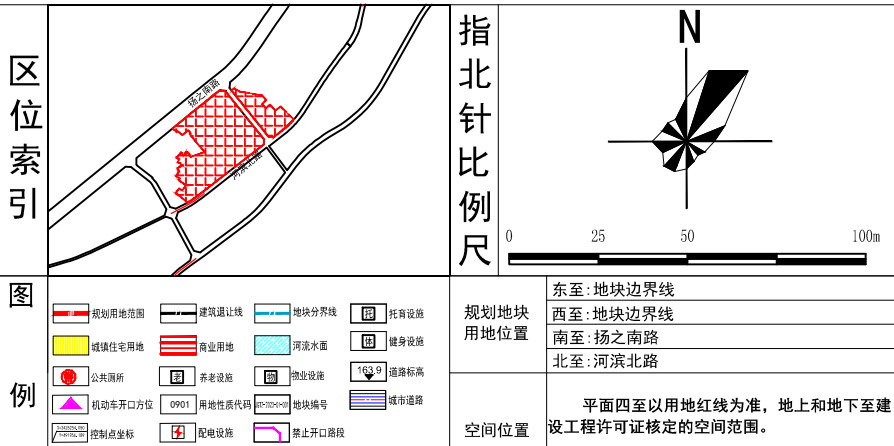 区位索引
扬之南路
河滨北路
指北针比例尺
N
0 25 50 100m
图例
规划用地范围
建筑退让线
地块分界线
托 托育设施
城镇住宅用地
商业用地
河流水面
体 健身设施
公共厕所
老 养老设施
物 物业设施
163.9 道路标高
机动车开口方位
0901 用地性质代码
地块编号
城市道路
控制点坐标
配电设施
禁止开口路段
规划地块
用地位置
东至:地块边界线
西至:地块边界线
南至:扬之南路
北至:河滨北路
空间位置
平面四至以用地红线为准，地上和地下至建
设工程许可证核定的空间范围。